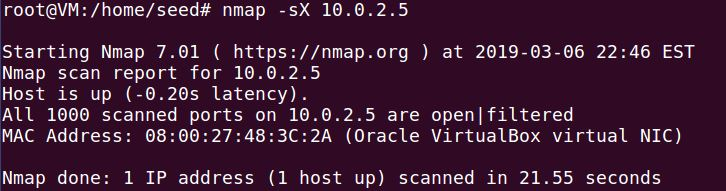 root@VM:/home/seed# nmap -sX 10.0.2.5
Starting Nmap 7.01 ( https://nmap.org ) at 2019-03-06 22:46 EST
Nmap scan report for 10.0.2.5
Host is up (-0.20s latency).
All 1000 scanned ports on 10.0.2.5 are open|filtered
MAC Address: 08:00:27:48:3C:2A (Oracle VirtualBox virtual NIC)
Nmap done: 1 IP address (1 host up) scanned in 21.55 seconds